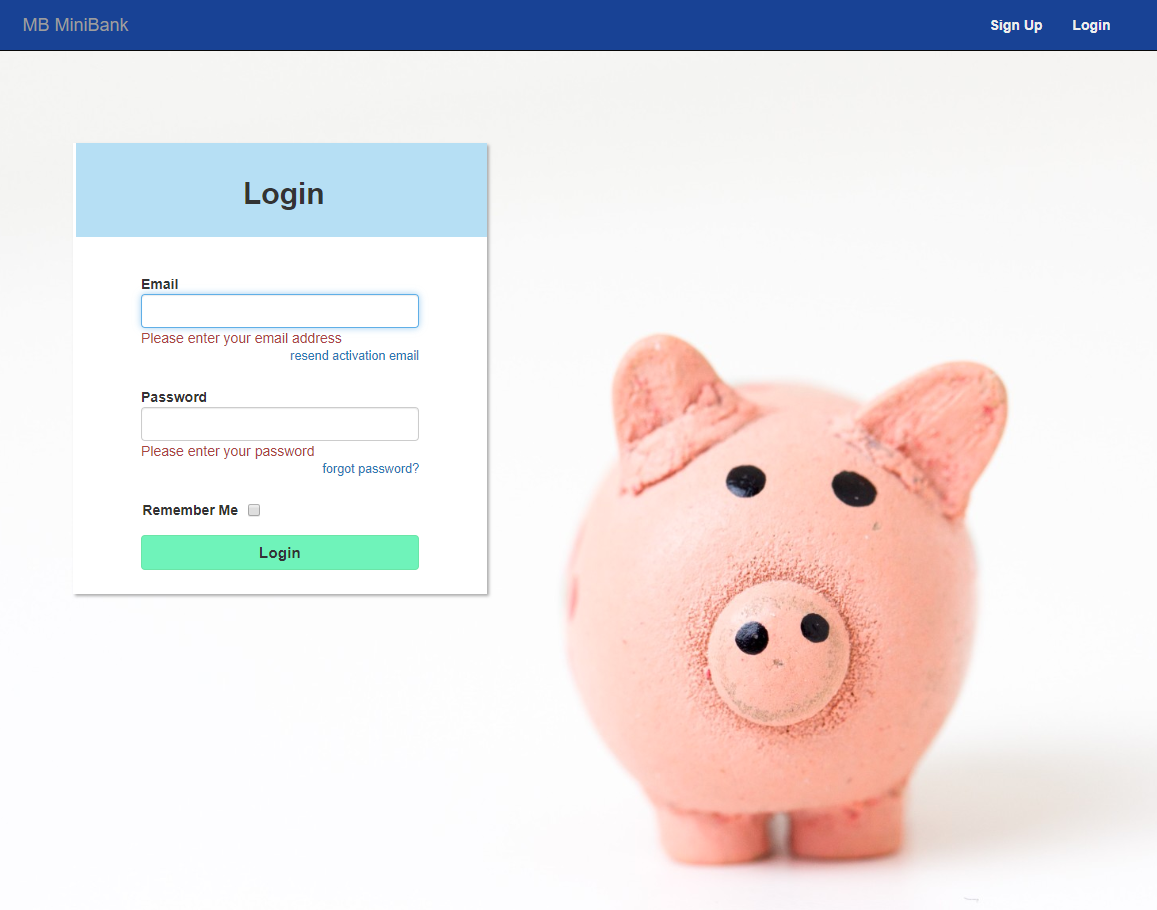 MB MiniBank
Sign Up
Login
Login
Email
Please enter your email address
resend activation email
Password
Please enter your password
forgot password?
Remember Me
Login